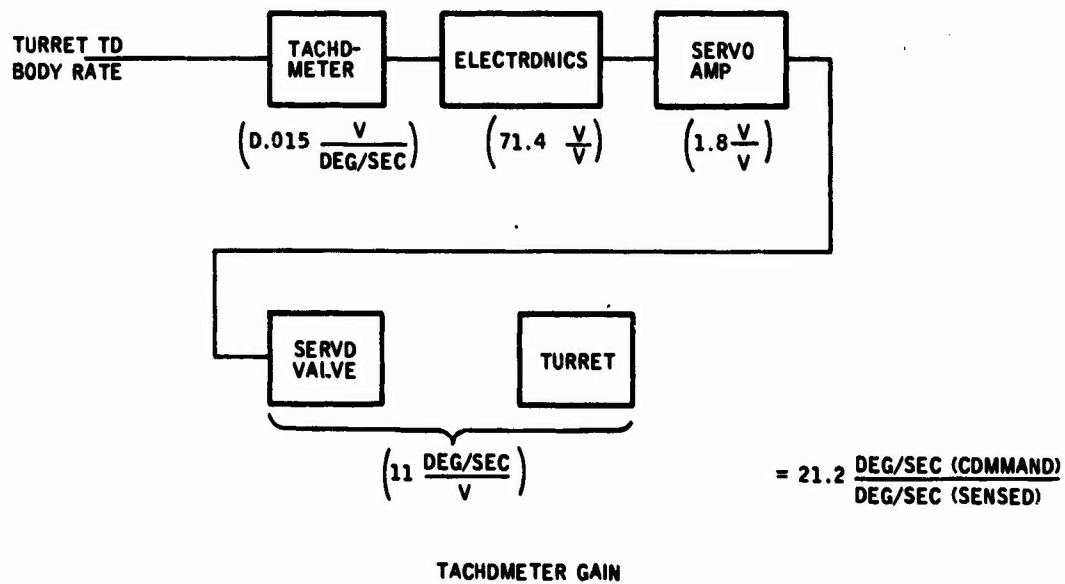 TURRET TD
BODY RATE
TACHD-
METER
ELECTRDNICS
SERVO
AMP
(D.015 V
DEG/SEC)
(71.4 V
V)
(1.8 V
V)
SERVD
VALVE
TURRET
(11 DEG/SEC
V)
= 21.2 DEG/SEC (CDMMAND)
DEG/SEC (SENSED)
TACHDMETER GAIN